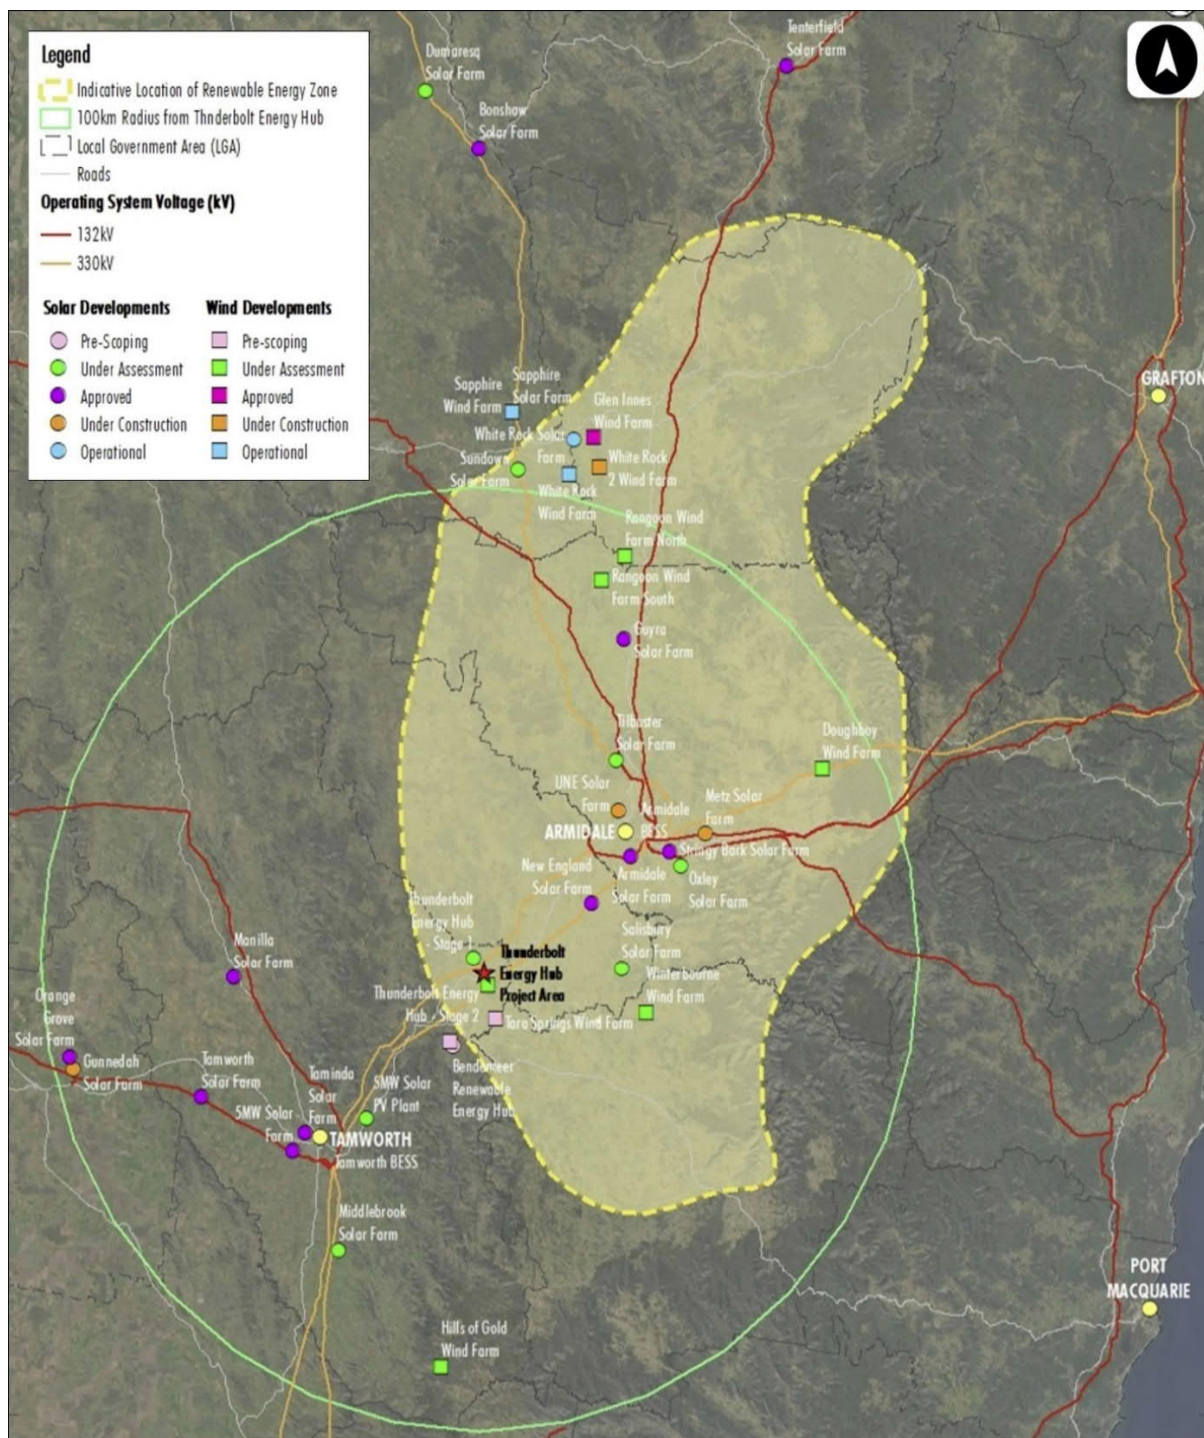 Legend
Indicative Location of Renewable Energy Zone
100km Radius from Thnderbolt Energy Hub
Local Government Area (LGA)
Roads
Operating System Voltage (kV)
132kV
330kV
Solar Developments
Pre-Scoping
Under Assessment
Approved
Under Construction
Operational
Wind Developments
Pre-scoping
Under Assessment
Approved
Under Construction
Operational
Dumaresq
Solar Farm
Bonshaw
Solar Farm
Tenterfield
Solar Farm
Sapphire
Wind Farm
Sapphire
Solar Farm
Glen Innes
Wind Farm
White Rock Solar
Farm
Sundown
Solar Farm
White Rock
2 Wind Farm
White Rock
Wind Farm
GRAFTON
Rangoon Wind
Farm North
Rangoon Wind
Farm South
Guyra
Solar Farm
Tilbuster
Solar Farm
Doughboy
Wind Farm
UNE Solar
Farm
Armidale
BESS
Metz Solar
Farm
ARMIDALE
Stringy Bark Solar Farm
New England
Solar Farm
Armidale
Solar Farm
Oxley
Solar Farm
Thunderbolt
Energy Hub
- Stage 1
Thunderbolt
Energy Hub
Project Area
Salisbury
Solar Farm
Winterbourne
Wind Farm
Thunderbolt Energy
Hub - Stage 2
Tara Springs Wind Farm
Manilla
Solar Farm
Orange
Grove
Solar Farm
Gunnedah
Solar Farm
Tamworth
Solar Farm
Taminda
Solar
Farm
5MW Solar
PV Plant
Bendemeer
Renewable
Energy Hub
5MW Solar
Farm
TAMWORTH
Tamworth BESS
Middlebrook
Solar Farm
Hills of Gold
Wind Farm
PORT
MACQUARIE